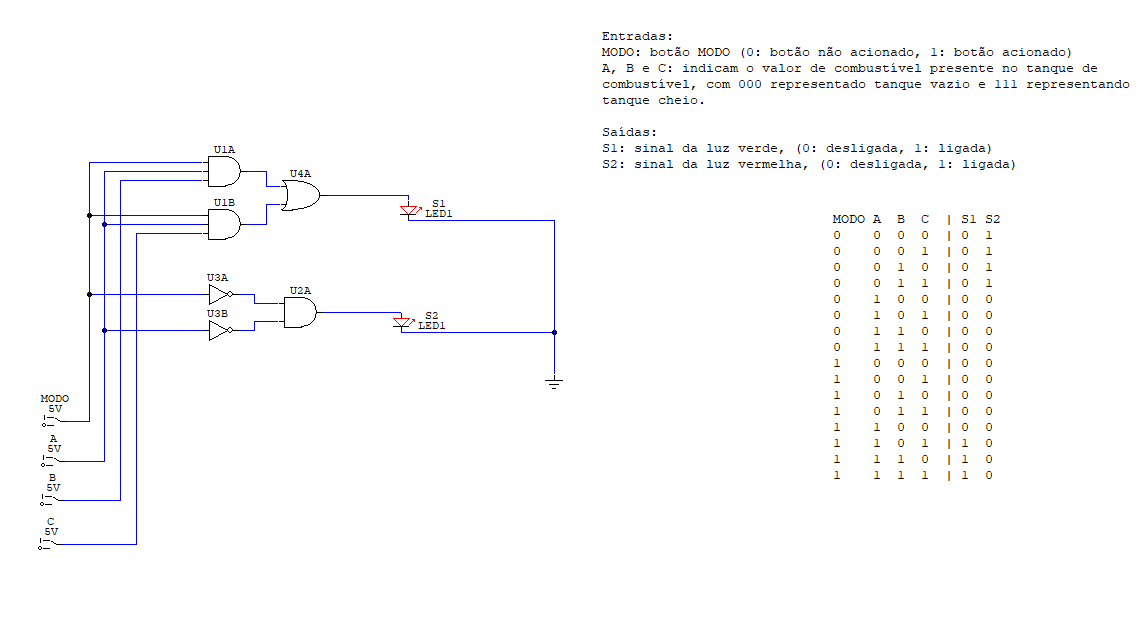 Entradas:
MODO: botão MODO (0: botão não acionado, 1: botão acionado)
A, B e C: indicam o valor de combustível presente no tanque de
combustível, com 000 representado tanque vazio e 111 representando
tanque cheio.
Saídas:
S1: sinal da luz verde, (0: desligada, 1: ligada)
S2: sinal da luz vermelha, (0: desligada, 1: ligada)
U1A
U4A
U1B
S1
LED1
U3A
U2A
U3B
S2
LED1
MODO
5V
A
5V
B
5V
C
5V
MODO A B C | S1 S2
0 0 0 0 | 0 1
0 0 0 1 | 0 1
0 0 1 0 | 0 1
0 0 1 1 | 0 1
0 1 0 0 | 0 0
0 1 0 1 | 0 0
0 1 1 0 | 0 0
0 1 1 1 | 0 0
1 0 0 0 | 0 0
1 0 0 1 | 0 0
1 0 1 0 | 0 0
1 0 1 1 | 0 0
1 1 0 0 | 0 0
1 1 0 1 | 1 0
1 1 1 0 | 1 0
1 1 1 1 | 1 0